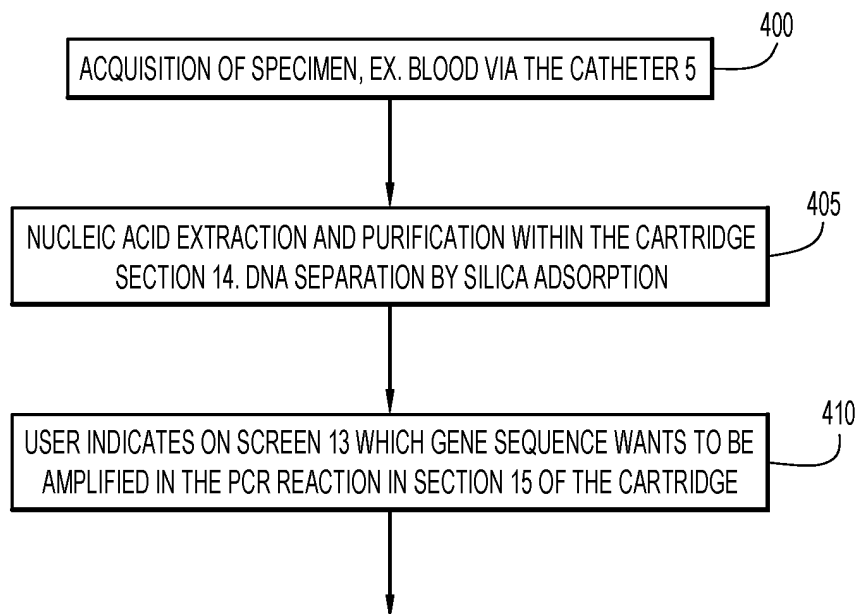 400
ACQUISITION OF SPECIMEN, EX. BLOOD VIA THE CATHETER 5
405
NUCLEIC ACID EXTRACTION AND PURIFICATION WITHIN THE CARTRIDGE
SECTION 14. DNA SEPARATION BY SILICA ADSORPTION
410
USER INDICATES ON SCREEN 13 WHICH GENE SEQUENCE WANTS TO BE
AMPLIFIED IN THE PCR REACTION IN SECTION 15 OF THE CARTRIDGE